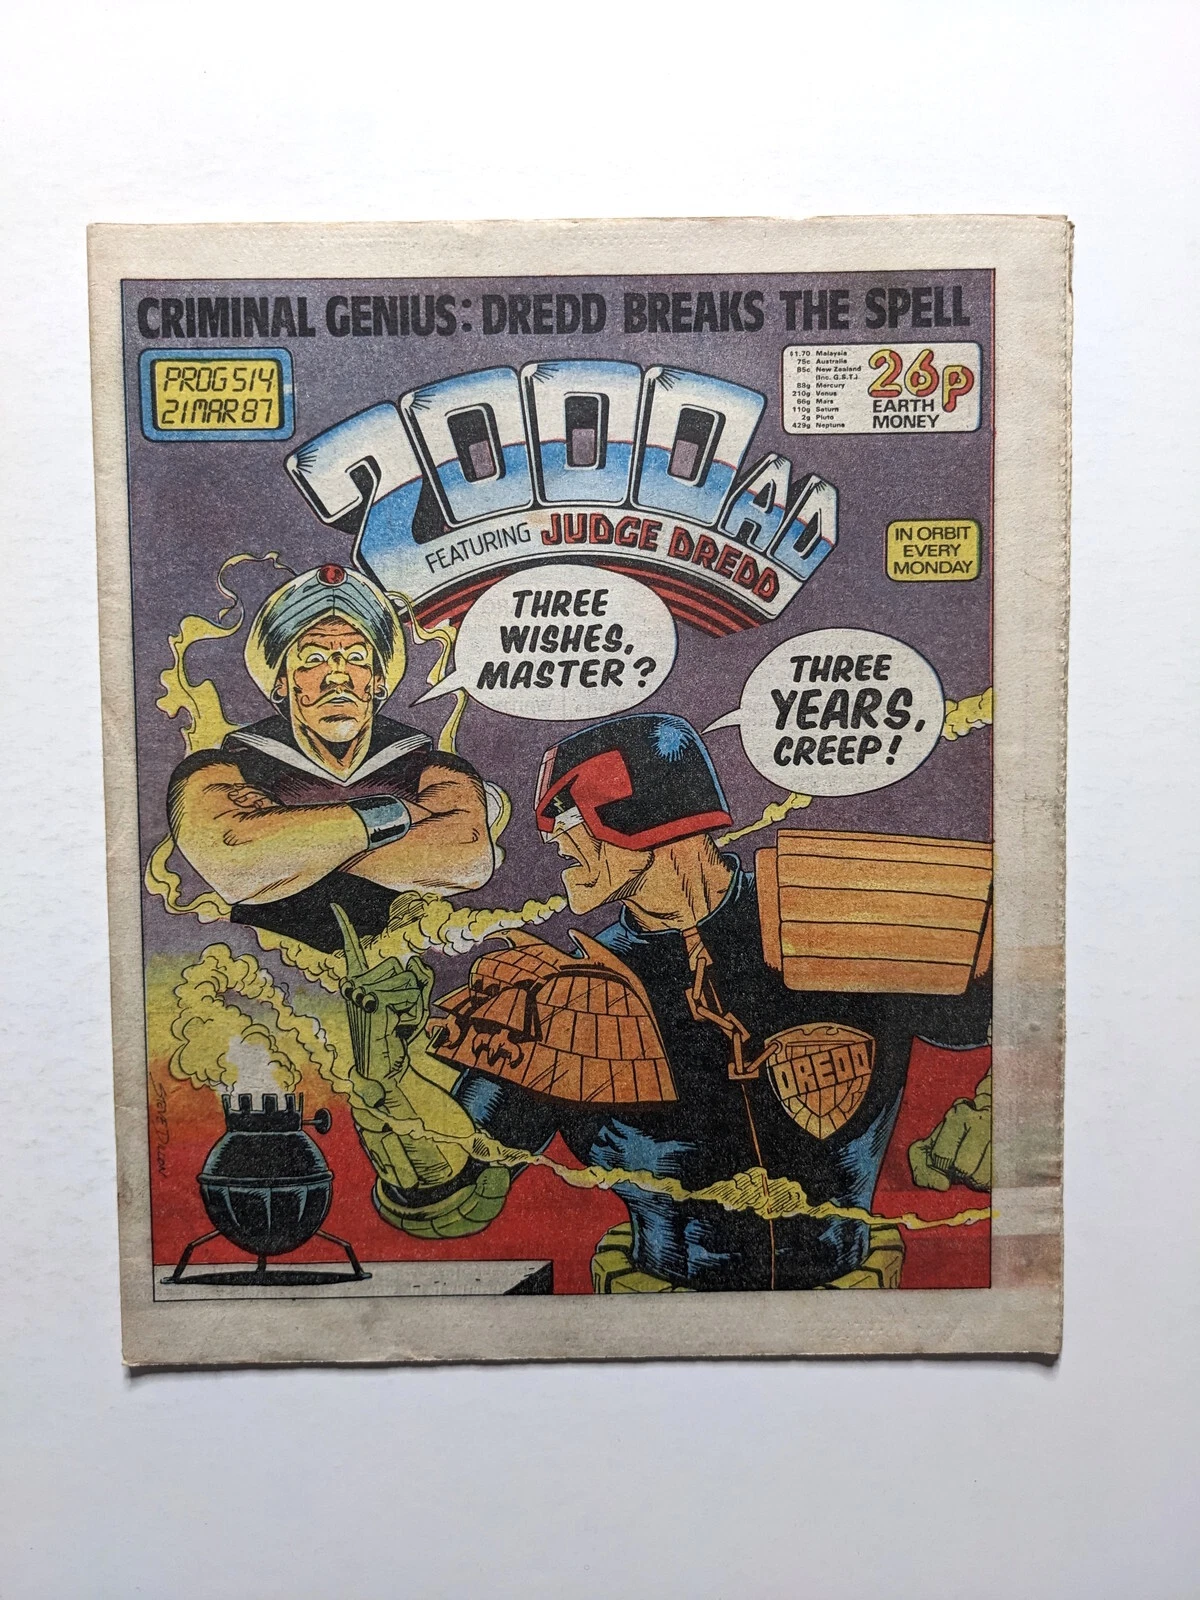 CRIMINAL GENIUS: DREDD BREAKS THE SPELL
PROG 514
21 MAR 87
2000 AD
FEATURING JUDGE DREDD
$1.70 Malaysia
75c Australia
85c New Zealand
(Inc. G.S.T.)
88g Mercury
210g Venus
66g Mars
110g Saturn
2g Pluto
429g Neptune
26p
EARTH
MONEY
IN ORBIT
EVERY
MONDAY
THREE
WISHES,
MASTER?
THREE
YEARS,
CREEP!
DREDD
STEVE DILLON